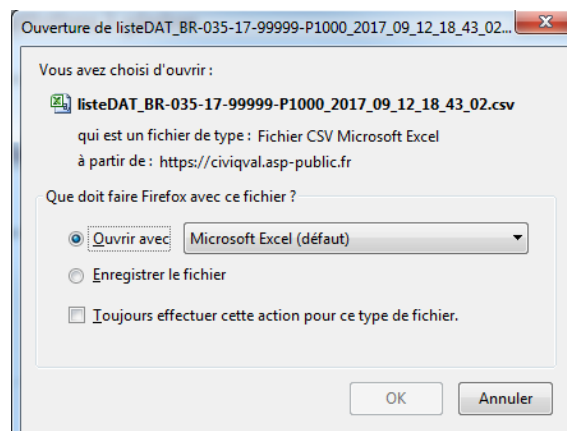 Ouverture de listeDAT_BR-035-17-99999-P1000_2017_09_12_18_43_02...
Vous avez choisi d'ouvrir :
listeDAT_BR-035-17-99999-P1000_2017_09_12_18_43_02.csv
qui est un fichier de type : Fichier CSV Microsoft Excel
à partir de : https://civiqval.asp-public.fr
Que doit faire Firefox avec ce fichier ?
Ouvrir avec Microsoft Excel (défaut)
Enregistrer le fichier
Toujours effectuer cette action pour ce type de fichier.
OK Annuler